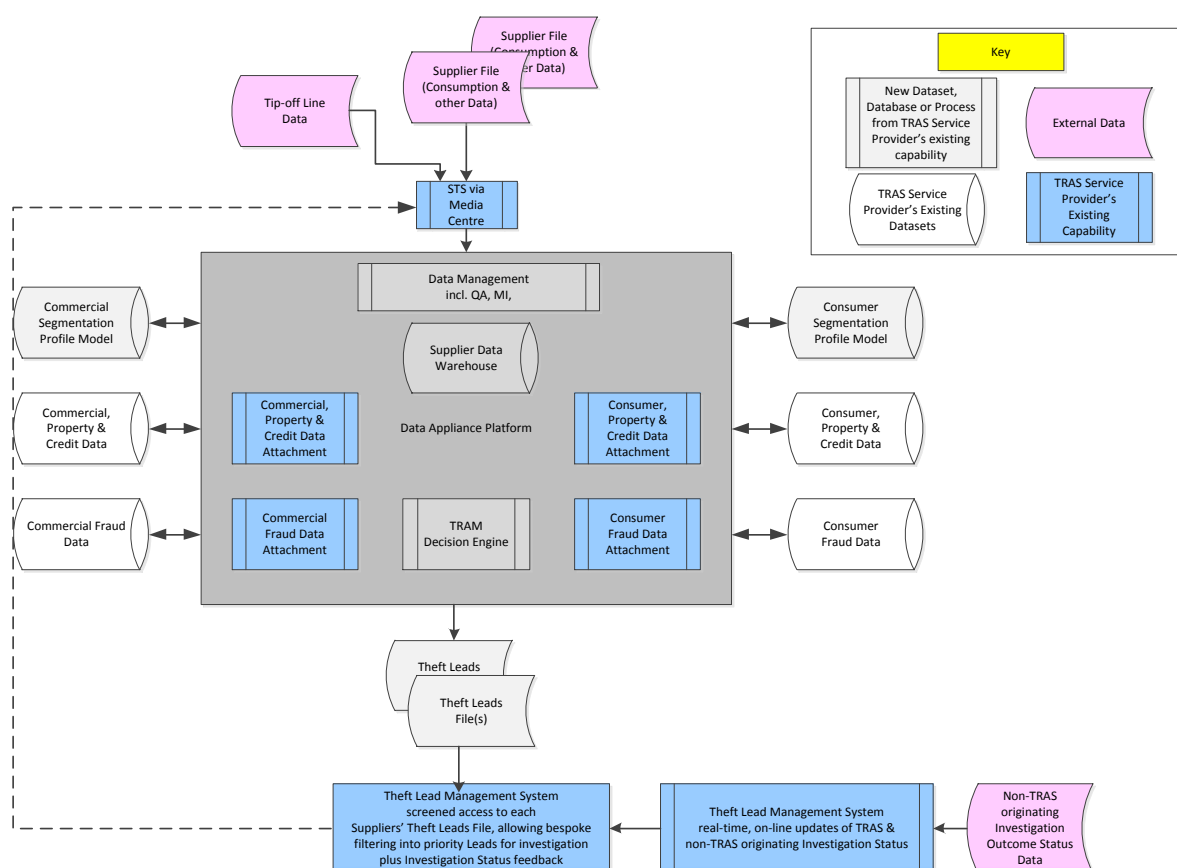 Supplier File
(Consumption &
er Data)
Supplier File
(Consumption &
other Data)
Tip-off Line
Data
STS via
Media
Centre
Key
New Dataset,
Database or Process
from TRAS Service
Provider's existing
capability
External Data
TRAS Service
Provider's Existing
Datasets
TRAS Service
Provider's
Existing
Capability
Data Management
incl. QA, MI,
Commercial
Segmentation
Profile Model
Supplier Data
Warehouse
Consumer
Segmentation
Profile Model
Commercial,
Property &
Credit Data
Commercial,
Property &
Credit Data
Attachment
Data Appliance Platform
Consumer,
Property &
Credit Data
Attachment
Consumer,
Property &
Credit Data
Commercial Fraud
Data
Commercial
Fraud Data
Attachment
TRAM
Decision Engine
Consumer
Fraud Data
Attachment
Consumer
Fraud Data
Theft Leads
Theft Leads
File(s)
Theft Lead Management System
screened access to each
Suppliers' Theft Leads File, allowing bespoke
filtering into priority Leads for investigation
plus Investigation Status feedback
Theft Lead Management System
real-time, on-line updates of TRAS &
non-TRAS originating Investigation Status
Non-TRAS
originating
Investigation
Outcome Status
Data